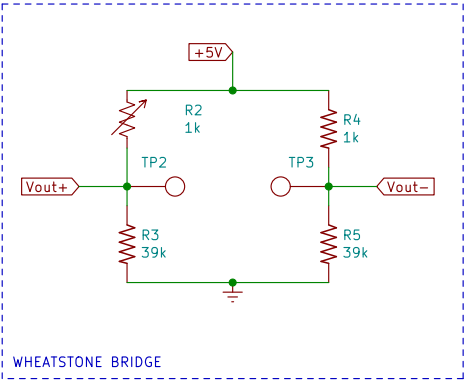 +5V
R2
1k
R4
1k
TP2
TP3
Vout+
Vout-
R3
39k
R5
39k
WHEATSTONE BRIDGE